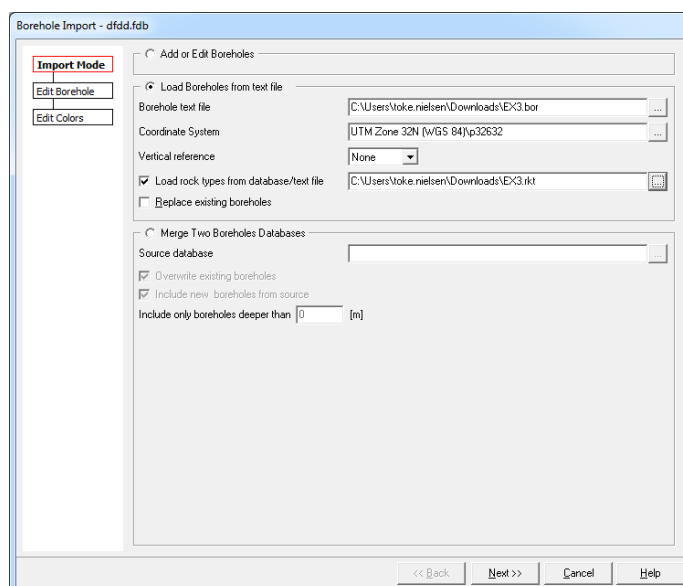 Borehole Import - dfdd.fdb
Import Mode
Edit Borehole
Edit Colors
Add or Edit Boreholes
Load Boreholes from text file
Borehole text file C:\Users\toke.nielsen\Downloads\EX3.bor ...
Coordinate System UTM Zone 32N (WGS 84)\p32632 ...
Vertical reference None
Load rock types from database/text file C:\Users\toke.nielsen\Downloads\EX3.rkt ...
Replace existing boreholes
Merge Two Boreholes Databases
Source database ...
Overwrite existing boreholes
Include new boreholes from source
Include only boreholes deeper than 0 [m]
<< Back Next >> Cancel Help